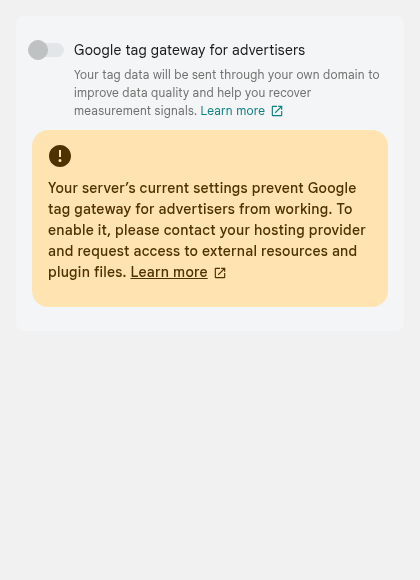 Google tag gateway for advertisers
Your tag data will be sent through your own domain to
improve data quality and help you recover
measurement signals. Learn more
Your server’s current settings prevent Google
tag gateway for advertisers from working. To
enable it, please contact your hosting provider
and request access to external resources and
plugin files. Learn more